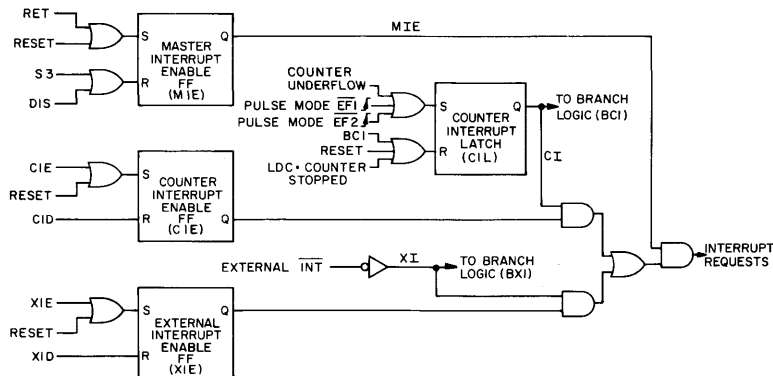 RET
RESET
S3
DIS
S
R
Q
MASTER
INTERRUPT
ENABLE
FF
(MIE)
MIE
COUNTER
UNDERFLOW
PULSE MODE EF1
PULSE MODE EF2
BCI
RESET
LDC • COUNTER
STOPPED
S
R
Q
COUNTER
INTERRUPT
LATCH
(CIL)
TO BRANCH
LOGIC (BCI)
CI
CIE
RESET
CID
S
R
Q
COUNTER
INTERRUPT
ENABLE
FF
(CIE)
EXTERNAL INT
XI
TO BRANCH
LOGIC (BXI)
INTERRUPT
REQUESTS
XIE
RESET
XID
S
R
Q
EXTERNAL
INTERRUPT
ENABLE
FF
(XIE)